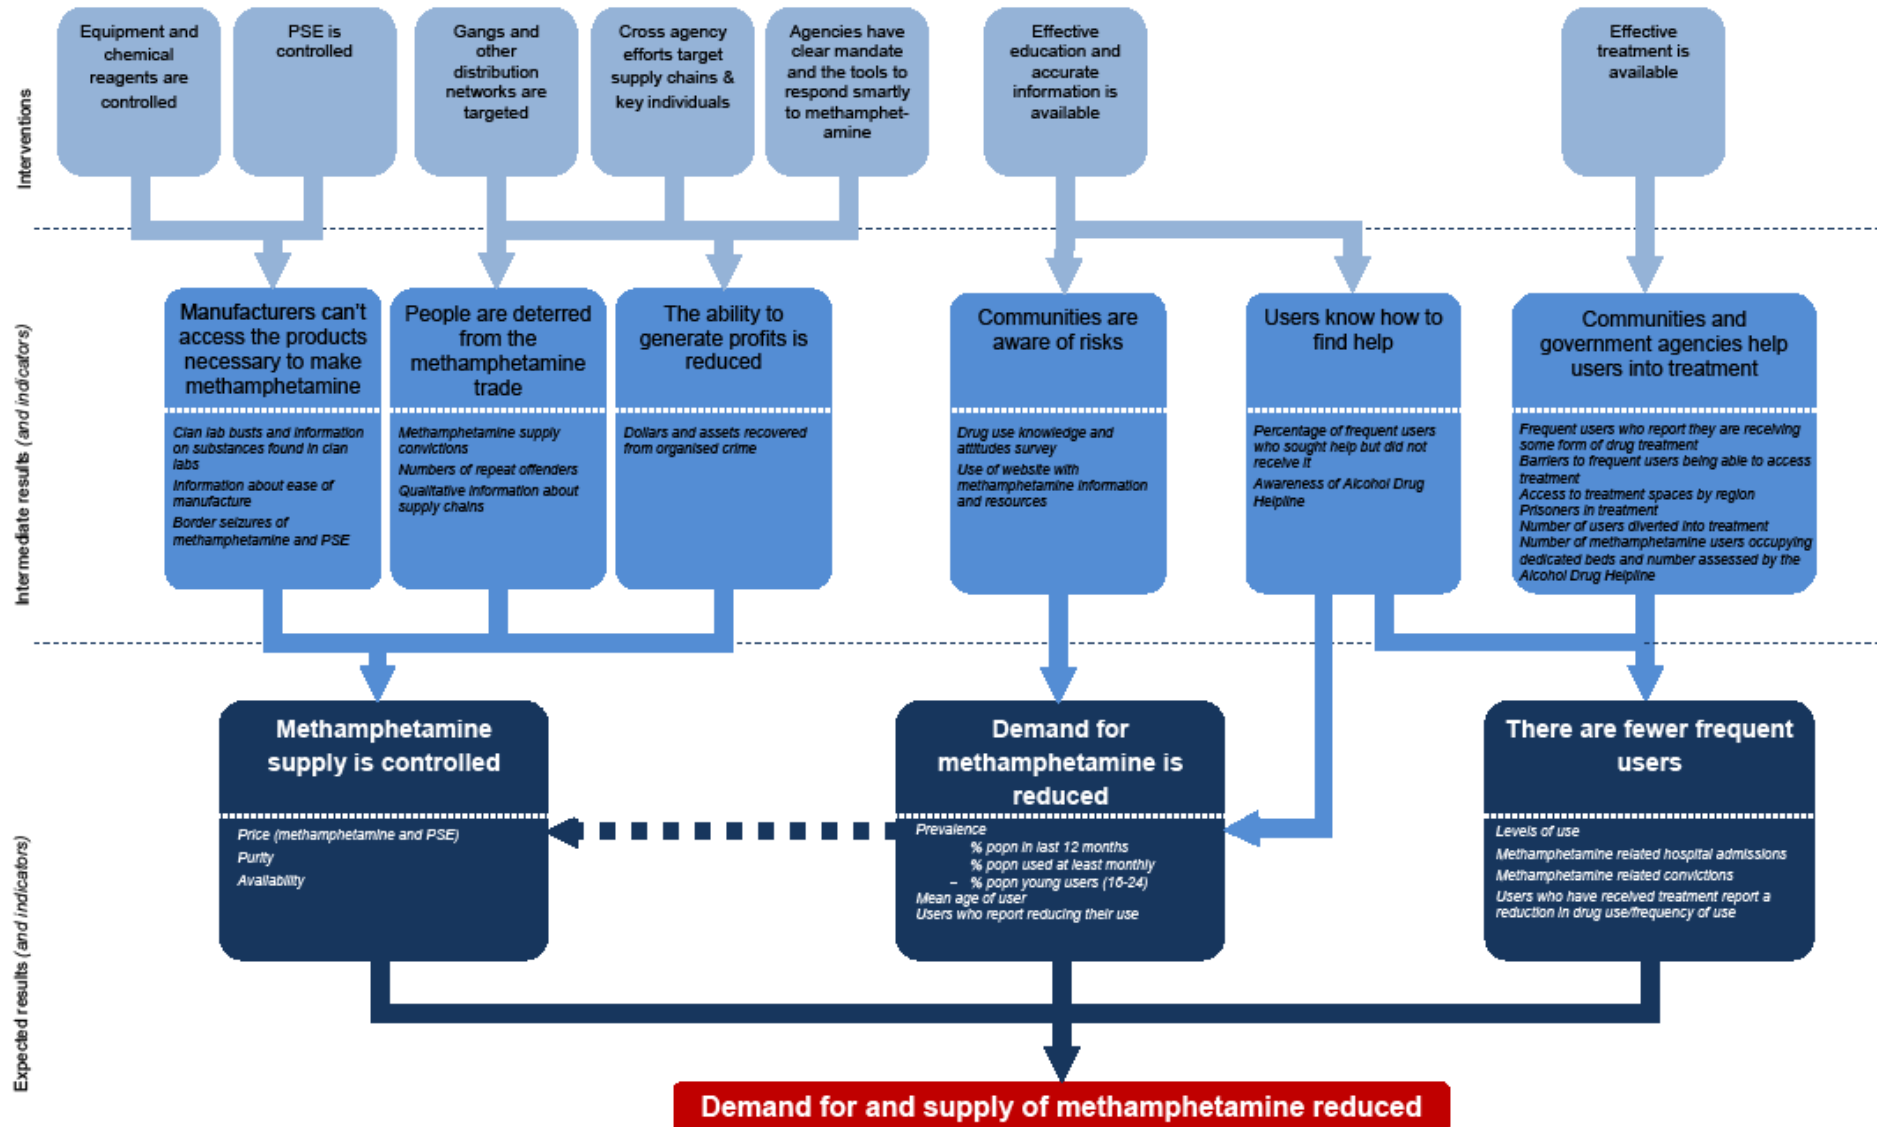 Interventions
Equipment and
chemical
reagents are
controlled
PSE is
controlled
Gangs and
other
distribution
networks are
targeted
Cross agency
efforts target
supply chains &
key individuals
Agencies have
clear mandate
and the tools to
respond smartly
to methamphet-
amine
Effective
education and
accurate
information is
available
Effective
treatment is
available
Intermediate results (and indicators)
Manufacturers can't
access the products
necessary to make
methamphetamine
Clan lab busts and information
on substances found in clan
labs
Information about ease of
manufacture
Border seizures of
methamphetamine and PSE
People are deterred
from the
methamphetamine
trade
Methamphetamine supply
convictions
Numbers of repeat offenders
Qualitative information about
supply chains
The ability to
generate profits is
reduced
Dollars and assets recovered
from organised crime
Communities are
aware of risks
Drug use knowledge and
attitudes survey
Use of website with
methamphetamine information
and resources
Users know how to
find help
Percentage of frequent users
who sought help but did not
receive it
Awareness of Alcohol Drug
Helpline
Communities and
government agencies help
users into treatment
Frequent users who report they are receiving
some form of drug treatment
Barriers to frequent users being able to access
treatment
Access to treatment spaces by region
Prisoners in treatment
Number of users diverted into treatment
Number of methamphetamine users occupying
dedicated beds and number assessed by the
Alcohol Drug Helpline
Expected results (and indicators)
Methamphetamine
supply is controlled
Price (methamphetamine and PSE)
Purity
Availability
Demand for
methamphetamine is
reduced
Prevalence
% popn in last 12 months
% popn used at least monthly
– % popn young users (16-24)
Mean age of user
Users who report reducing their use
There are fewer frequent
users
Levels of use
Methamphetamine related hospital admissions
Methamphetamine related convictions
Users who have received treatment report a
reduction in drug use/frequency of use
Demand for and supply of methamphetamine reduced